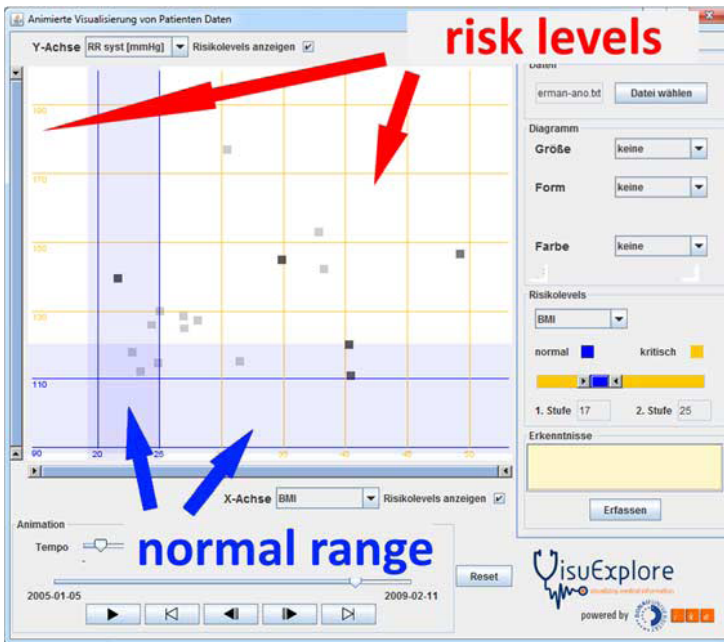 Animierte Visualisierung von Patienten Daten
Y-Achse RR syst [mmHg] Risikolevels anzeigen
risk levels
190
170
150
130
110
90 20 25 35 40 45 50
X-Achse BMI Risikolevels anzeigen
normal range
Animation
Tempo
2005-01-05 2009-02-11
Reset
Daten
erman-ano.txt Datei wählen
Diagramm
Größe keine
Form keine
Farbe keine
Risikolevels
BMI
normal kritisch
1. Stufe 17 2. Stufe 25
Erkenntnisse
Erfassen
VisuExplore
visualizing medical information
powered by